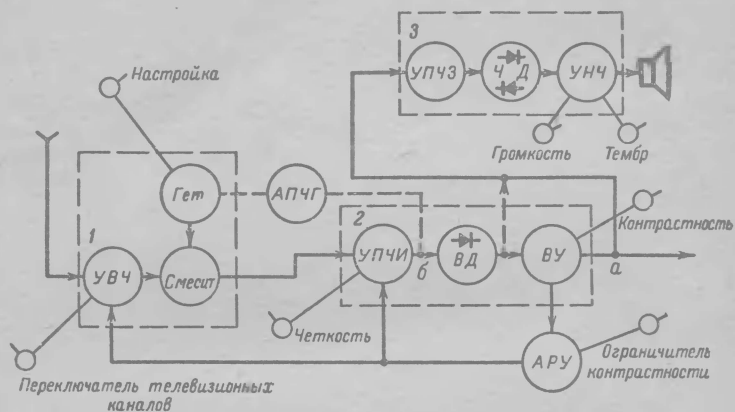 3
УПЧЗ
Ч Д
УНЧ
Настройка
Громкость
Тембр
Гет
АПЧГ
Контрастность
1
2
УВЧ
Смесит
УПЧИ
б
ВД
ВУ
а
Четкость
АРУ
Ограничитель
контрастности
Переключатель телевизионных
каналов